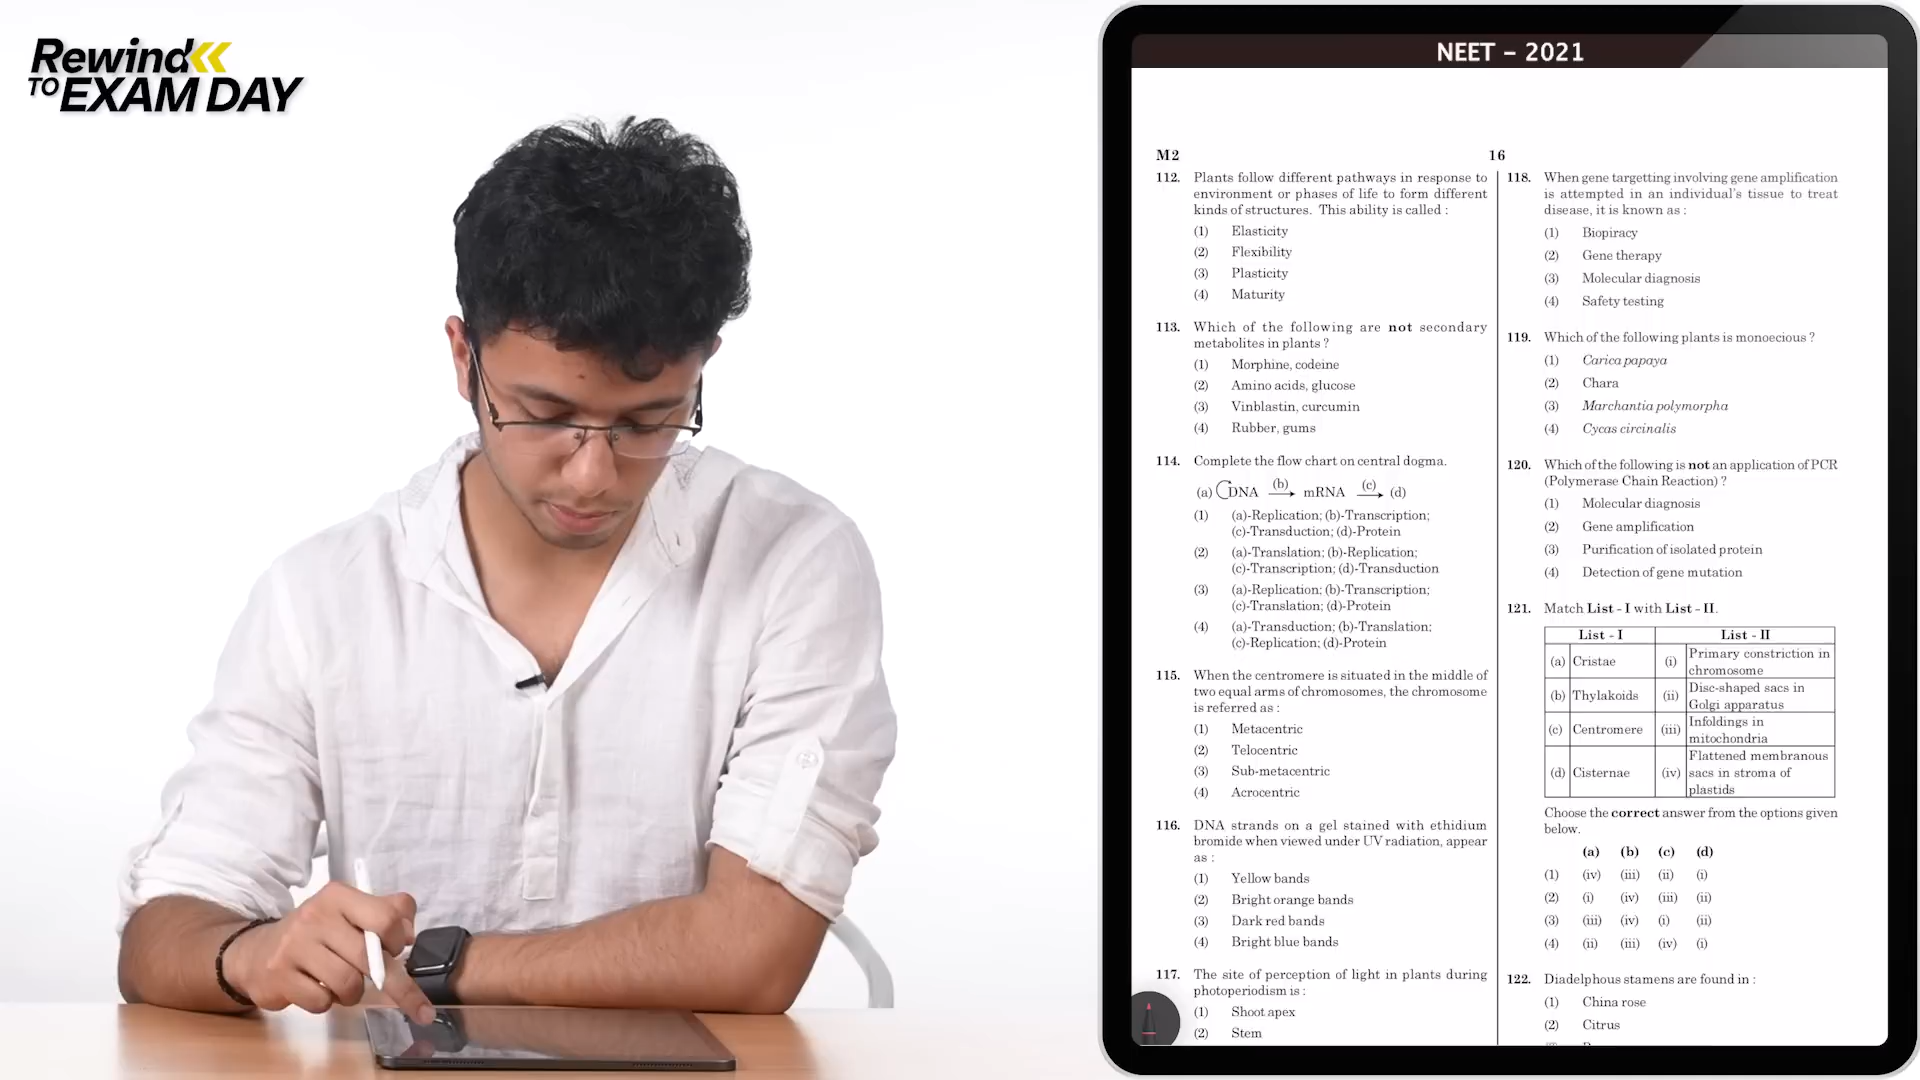 Rewind
TO EXAM DAY
NEET – 2021
M2
16
112. Plants follow different pathways in response to
environment or phases of life to form different
kinds of structures. This ability is called :
(1) Elasticity
(2) Flexibility
(3) Plasticity
(4) Maturity
113. Which of the following are not secondary
metabolites in plants ?
(1) Morphine, codeine
(2) Amino acids, glucose
(3) Vinblastin, curcumin
(4) Rubber, gums
114. Complete the flow chart on central dogma.
(a) DNA (b) mRNA (c) (d)
(1) (a)-Replication; (b)-Transcription;
(c)-Transduction; (d)-Protein
(2) (a)-Translation; (b)-Replication;
(c)-Transcription; (d)-Transduction
(3) (a)-Replication; (b)-Transcription;
(c)-Translation; (d)-Protein
(4) (a)-Transduction; (b)-Translation;
(c)-Replication; (d)-Protein
115. When the centromere is situated in the middle of
two equal arms of chromosomes, the chromosome
is referred as :
(1) Metacentric
(2) Telocentric
(3) Sub-metacentric
(4) Acrocentric
116. DNA strands on a gel stained with ethidium
bromide when viewed under UV radiation, appear
as :
(1) Yellow bands
(2) Bright orange bands
(3) Dark red bands
(4) Bright blue bands
117. The site of perception of light in plants during
photoperiodism is :
(1) Shoot apex
(2) Stem
118. When gene targetting involving gene amplification
is attempted in an individual's tissue to treat
disease, it is known as :
(1) Biopiracy
(2) Gene therapy
(3) Molecular diagnosis
(4) Safety testing
119. Which of the following plants is monoecious ?
(1) Carica papaya
(2) Chara
(3) Marchantia polymorpha
(4) Cycas circinalis
120. Which of the following is not an application of PCR
(Polymerase Chain Reaction) ?
(1) Molecular diagnosis
(2) Gene amplification
(3) Purification of isolated protein
(4) Detection of gene mutation
121. Match List - I with List - II.
List - I List - II
(a) Cristae (i) Primary constriction in
chromosome
(b) Thylakoids (ii) Disc-shaped sacs in
Golgi apparatus
(c) Centromere (iii) Infoldings in
mitochondria
(d) Cisternae (iv) Flattened membranous
sacs in stroma of
plastids
Choose the correct answer from the options given
below.
(a) (b) (c) (d)
(1) (iv) (iii) (ii) (i)
(2) (i) (iv) (iii) (ii)
(3) (iii) (iv) (i) (ii)
(4) (ii) (iii) (iv) (i)
122. Diadelphous stamens are found in :
(1) China rose
(2) Citrus